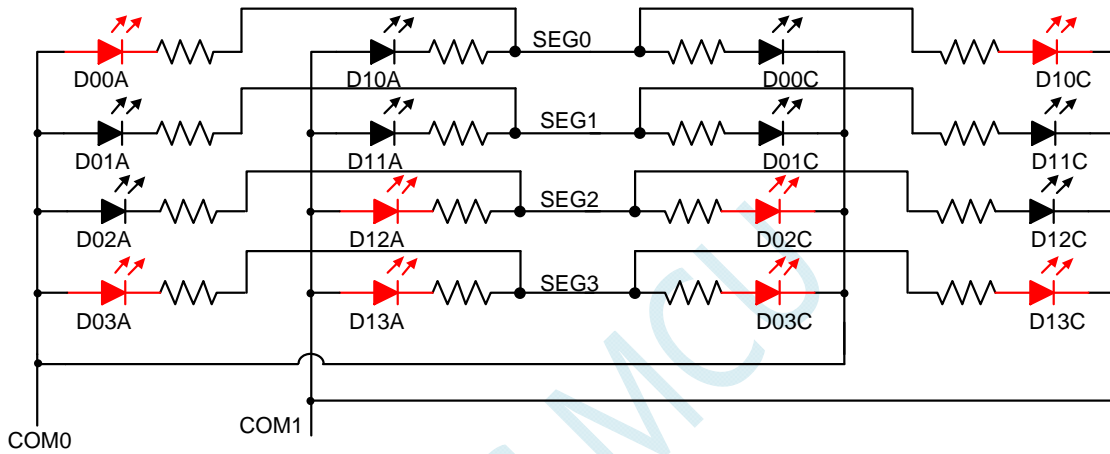 SEG0
D00A D10A D00C D10C
SEG1
D01A D11A D01C D11C
SEG2
D02A D12A D02C D12C
SEG3
D03A D13A D03C D13C
COM0 COM1
MCU